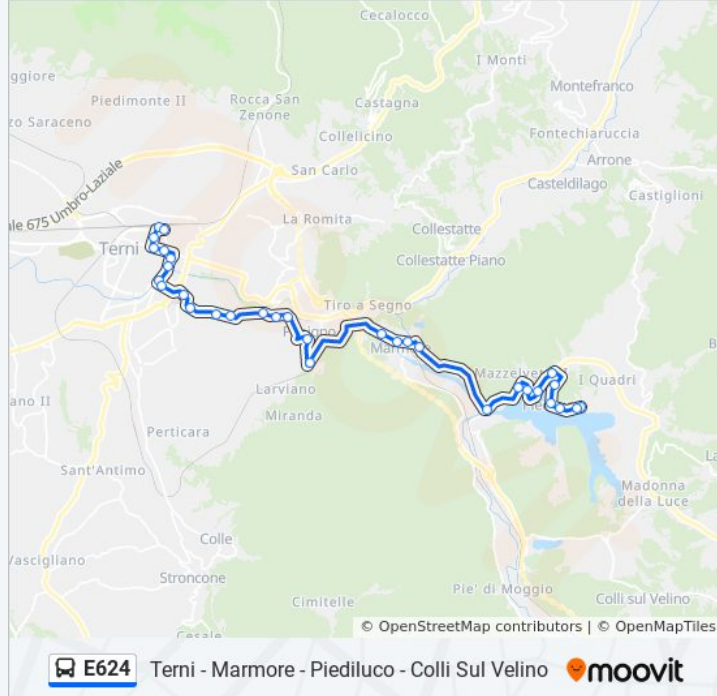 Cecalocco
I Monti
ggiore
Montefranco
Piedimonte II
Rocca San
Zenone
Castagna
zo Saraceno
Collelicino
Fontechiaruccia
Arrone
San Carlo
Casteldilago
Castiglioni
ale 675 Umbro-Laziale
La Romita
Collestatte
Terni
Collestatte Piano
Tiro a Segno
Marmore
Mazzelvetta
I Quadri
Larviano
Miranda
ano II
Perticara
Sant'Antimo
Madonna
della Luce
Colle
Vascigliano
Stroncone
Pie' di Moggio
Cimitelle
Colli sul Velino
Cesale
© OpenStreetMap contributors | © OpenMapTiles
E624 Terni - Marmore - Piediluco - Colli Sul Velino moovit